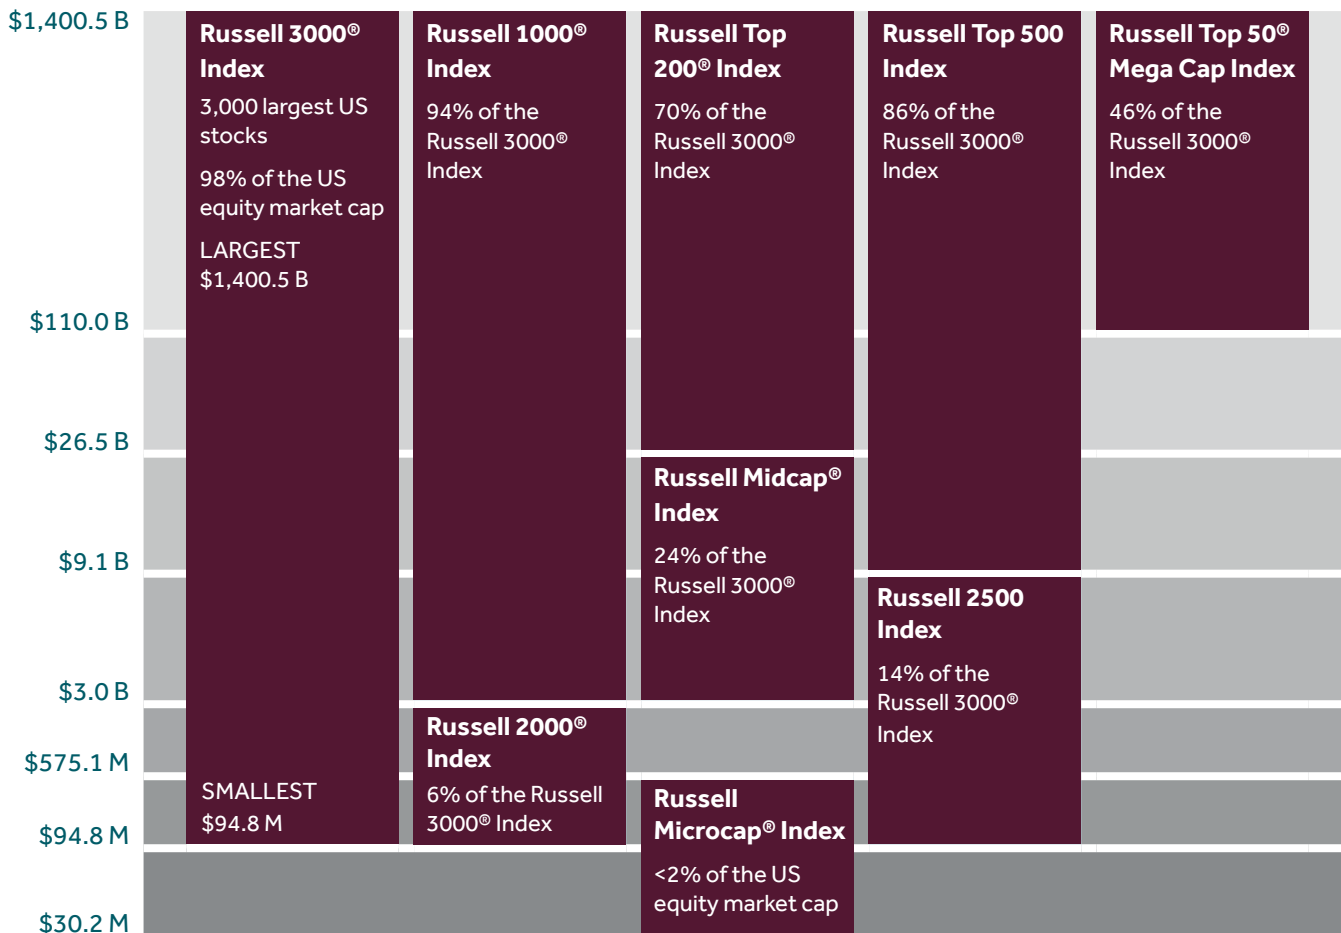 $1,400.5 B
$110.0 B
$26.5 B
$9.1 B
$3.0 B
$575.1 M
$94.8 M
$30.2 M
Russell 3000®
Index
3,000 largest US
stocks
98% of the US
equity market cap
LARGEST
$1,400.5 B
SMALLEST
$94.8 M
Russell 1000®
Index
94% of the
Russell 3000®
Index
Russell 2000®
Index
6% of the Russell
3000® Index
Russell Top
200® Index
70% of the
Russell 3000®
Index
Russell Midcap®
Index
24% of the
Russell 3000®
Index
Russell
Microcap® Index
<2% of the US
equity market cap
Russell Top 500
Index
86% of the
Russell 3000®
Index
Russell 2500
Index
14% of the
Russell 3000®
Index
Russell Top 50®
Mega Cap Index
46% of the
Russell 3000®
Index